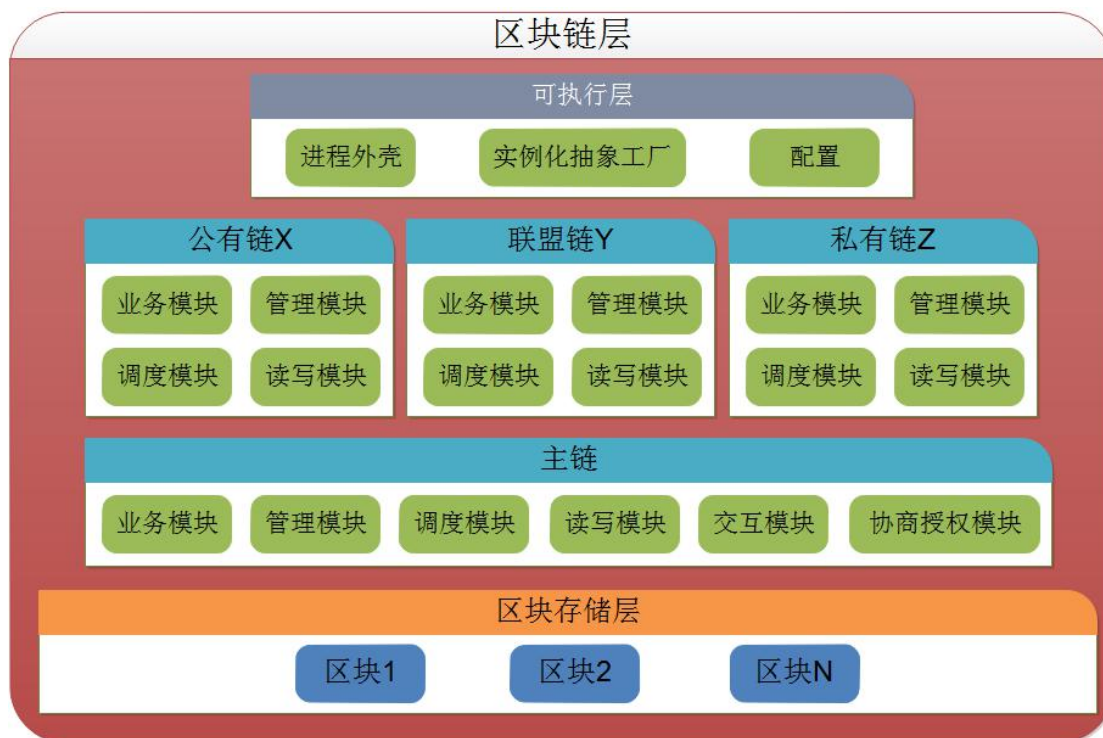 区块链层
可执行层
进程外壳 实例化抽象工厂 配置
公有链X 联盟链Y 私有链Z
业务模块 管理模块 业务模块 管理模块 业务模块 管理模块
调度模块 读写模块 调度模块 读写模块 调度模块 读写模块
主链
业务模块 管理模块 调度模块 读写模块 交互模块 协商授权模块
区块存储层
区块1 区块2 区块N